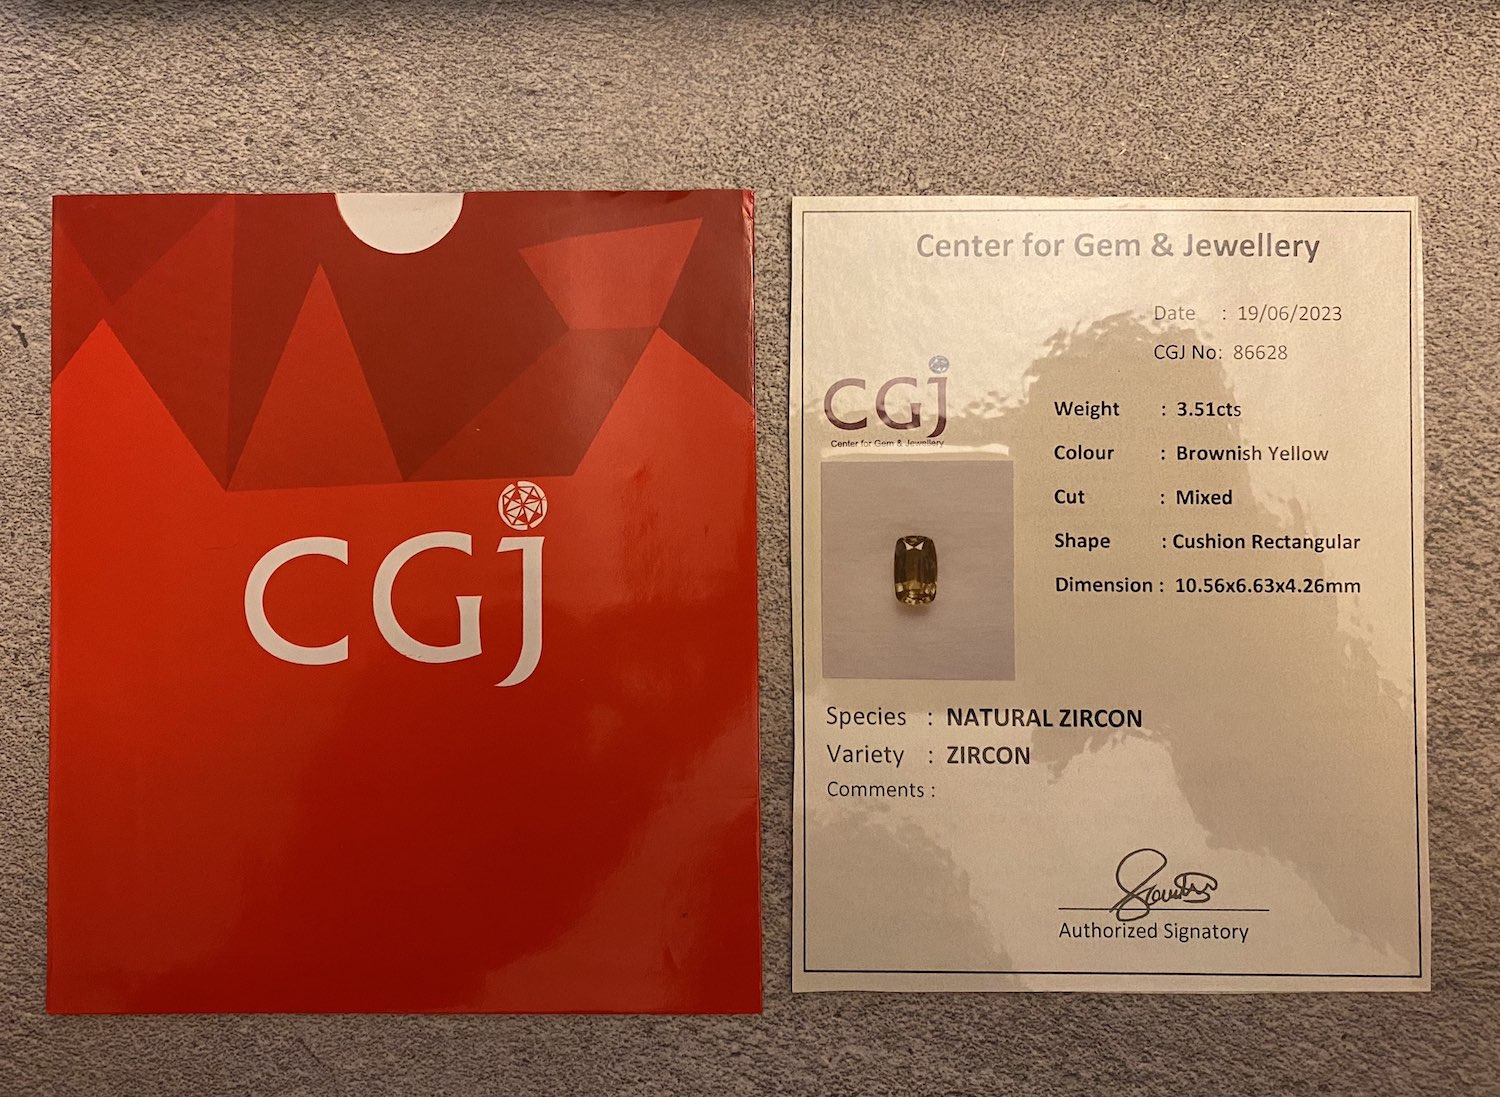 CGJ
Center for Gem & Jewellery
Date : 19/06/2023
CGJ No: 86628
CGJ
Center for Gem & Jewellery
Weight : 3.51cts
Colour : Brownish Yellow
Cut : Mixed
Shape : Cushion Rectangular
Dimension : 10.56x6.63x4.26mm
Species : NATURAL ZIRCON
Variety : ZIRCON
Comments :
Authorized Signatory